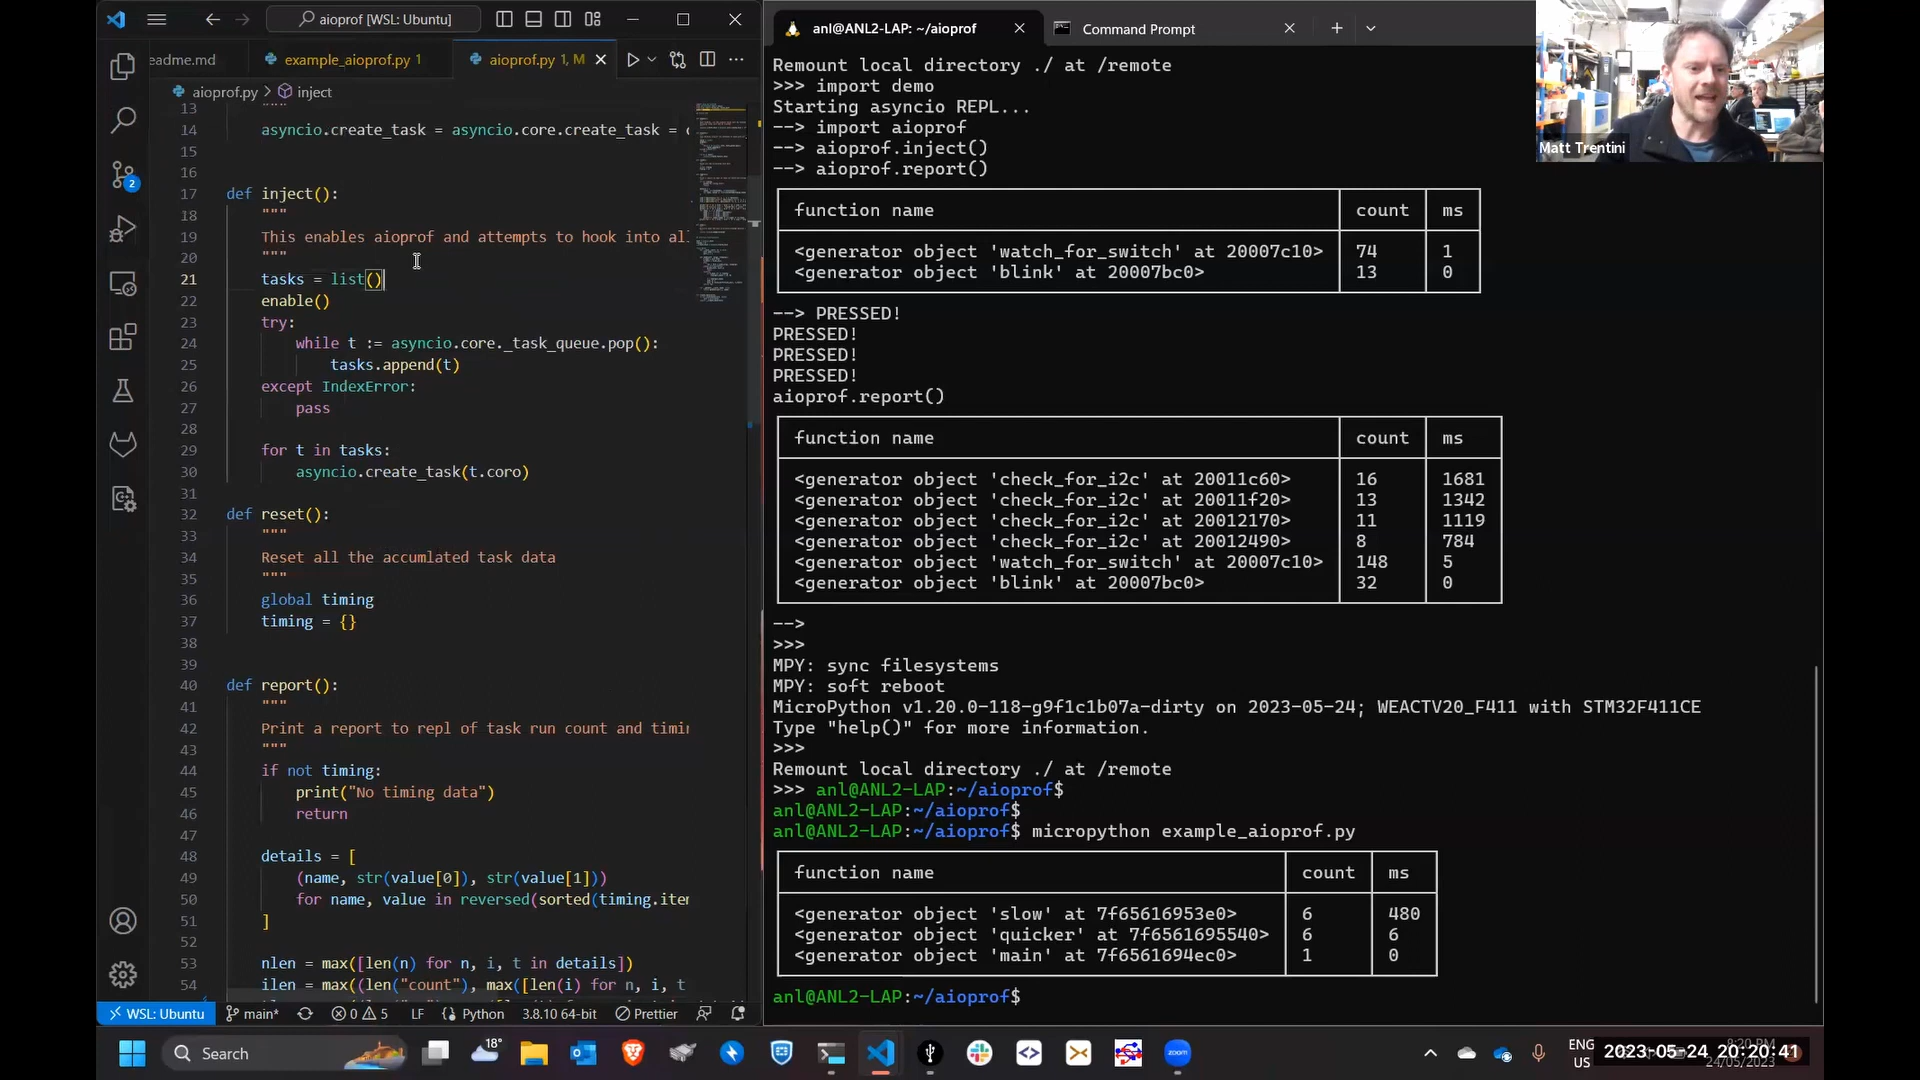 aioprof [WSL: Ubuntu]
eadme.md
example_aioprof.py 1
aioprof.py 1, M
aioprof.py > inject
13 """
14 asyncio.create_task = asyncio.core.create_task = c
15
16
17 def inject():
18 """
19 This enables aioprof and attempts to hook into al
20 """
21 tasks = list()
22 enable()
23 try:
24 while t := asyncio.core._task_queue.pop():
25 tasks.append(t)
26 except IndexError:
27 pass
28
29 for t in tasks:
30 asyncio.create_task(t.coro)
31
32 def reset():
33 """
34 Reset all the accumlated task data
35 """
36 global timing
37 timing = {}
38
39
40 def report():
41 """
42 Print a report to repl of task run count and timin
43 """
44 if not timing:
45 print("No timing data")
46 return
47
48 details = [
49 (name, str(value[0]), str(value[1]))
50 for name, value in reversed(sorted(timing.item
51 ]
52
53 nlen = max([len(n) for n, i, t in details])
54 ilen = max((len("count"), max([len(i) for n, i, t
2
WSL: Ubuntu
main*
0 5
LF
Python
3.8.10 64-bit
Prettier
anl@ANL2-LAP: ~/aioprof
Command Prompt
Remount local directory ./ at /remote
>>> import demo
Starting asyncio REPL...
--> import aioprof
--> aioprof.inject()
--> aioprof.report()
function name count ms
<generator object 'watch_for_switch' at 20007c10> 74 1
<generator object 'blink' at 20007bc0> 13 0
--> PRESSED!
PRESSED!
PRESSED!
PRESSED!
aioprof.report()
function name count ms
<generator object 'check_for_i2c' at 20011c60> 16 1681
<generator object 'check_for_i2c' at 20011f20> 13 1342
<generator object 'check_for_i2c' at 20012170> 11 1119
<generator object 'check_for_i2c' at 20012490> 8 784
<generator object 'watch_for_switch' at 20007c10> 148 5
<generator object 'blink' at 20007bc0> 32 0
-->
>>>
MPY: sync filesystems
MPY: soft reboot
MicroPython v1.20.0-118-g9f1c1b07a-dirty on 2023-05-24; WEACTV20_F411 with STM32F411CE
Type "help()" for more information.
>>>
Remount local directory ./ at /remote
>>> anl@ANL2-LAP:~/aioprof$
anl@ANL2-LAP:~/aioprof$
anl@ANL2-LAP:~/aioprof$ micropython example_aioprof.py
function name count ms
<generator object 'slow' at 7f65616953e0> 6 480
<generator object 'quicker' at 7f6561695540> 6 6
<generator object 'main' at 7f6561694ec0> 1 0
anl@ANL2-LAP:~/aioprof$
Matt Trentini
Search
18°
zoom
ENG
US
2023-05-24 20:20:41
8:20 PM
24/05/2023